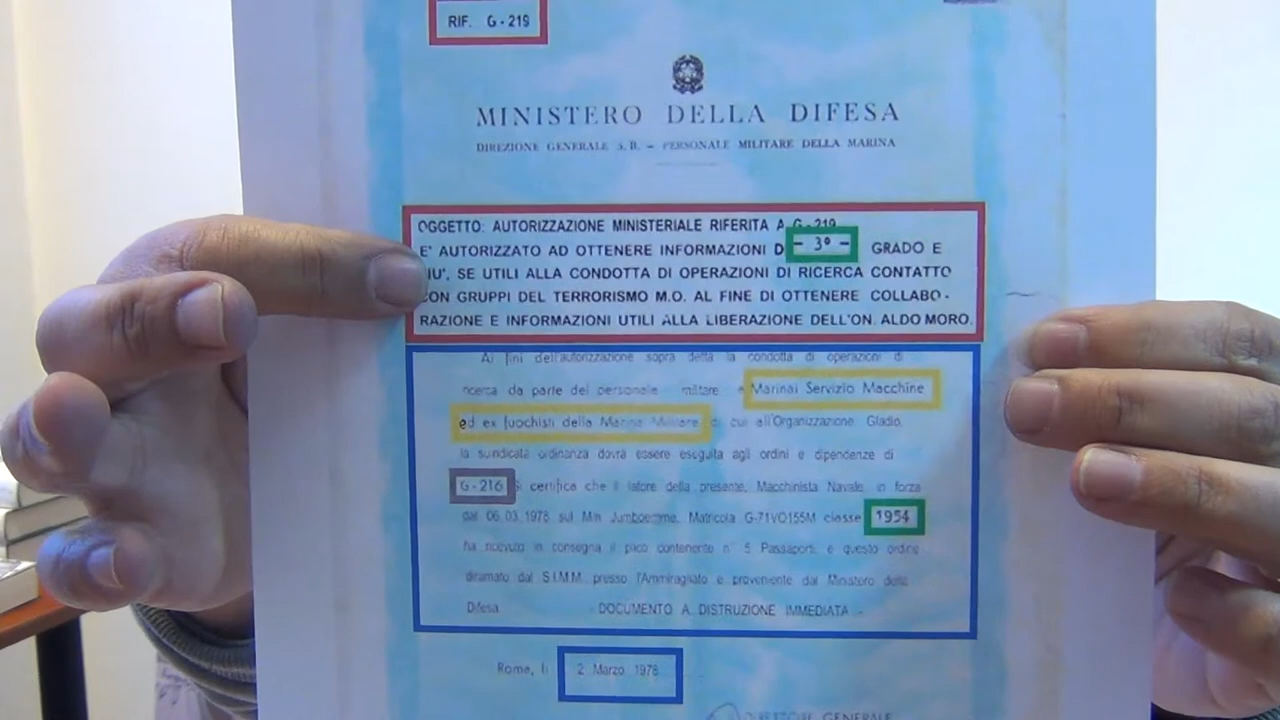 RIF. G-219
MINISTERO DELLA DIFESA
DIREZIONE GENERALE A.B. - PERSONALE MILITARE DELLA MARINA
OGGETTO: AUTORIZZAZIONE MINISTERIALE RIFERITA A G-219
E' AUTORIZZATO AD OTTENERE INFORMAZIONI D - 3° - GRADO E
IU', SE UTILI ALLA CONDOTTA DI OPERAZIONI DI RICERCA CONTATTO
CON GRUPPI DEL TERRORISMO M.O. AL FINE DI OTTENERE COLLABO-
RAZIONE E INFORMAZIONI UTILI ALLA LIBERAZIONE DELL'ON. ALDO MORO.
Ai fini dell'autorizzazione sopra detta la condotta di operazioni di
ricerca da parte del personale militare e Marinai Servizio Macchine
ed ex fuochisti della Marina Militare di cui all'Organizzazione Gladio,
la suindicata ordinanza dovrà essere eseguita agli ordini e dipendenze di
G-216 Si certifica che il latore della presente, Macchinista Navale in forza
dal 06.03.1978 sul M/n Jumboemme, Matricola G-71VO155M classe 1954
ha ricevuto in consegna il plico contenente n° 5 Passaporti, e questo ordine
diramato dal S.I.M.M. presso l'Ammiragliato e proveniente dal Ministero della
Difesa. - DOCUMENTO A DISTRUZIONE IMMEDIATA -
Roma, lì 2 Marzo 1978
DIRETTORE GENERALE